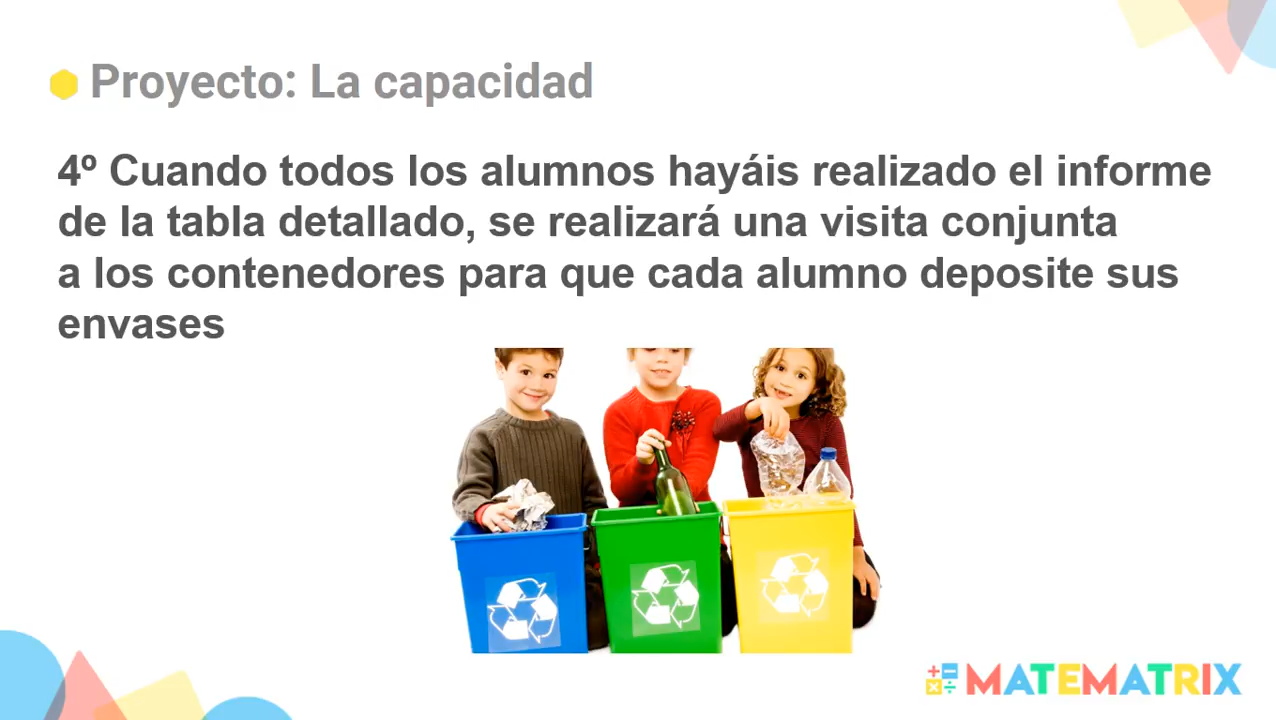 Proyecto: La capacidad
4º Cuando todos los alumnos hayáis realizado el informe
de la tabla detallado, se realizará una visita conjunta
a los contenedores para que cada alumno deposite sus
envases
MATEMATRIX